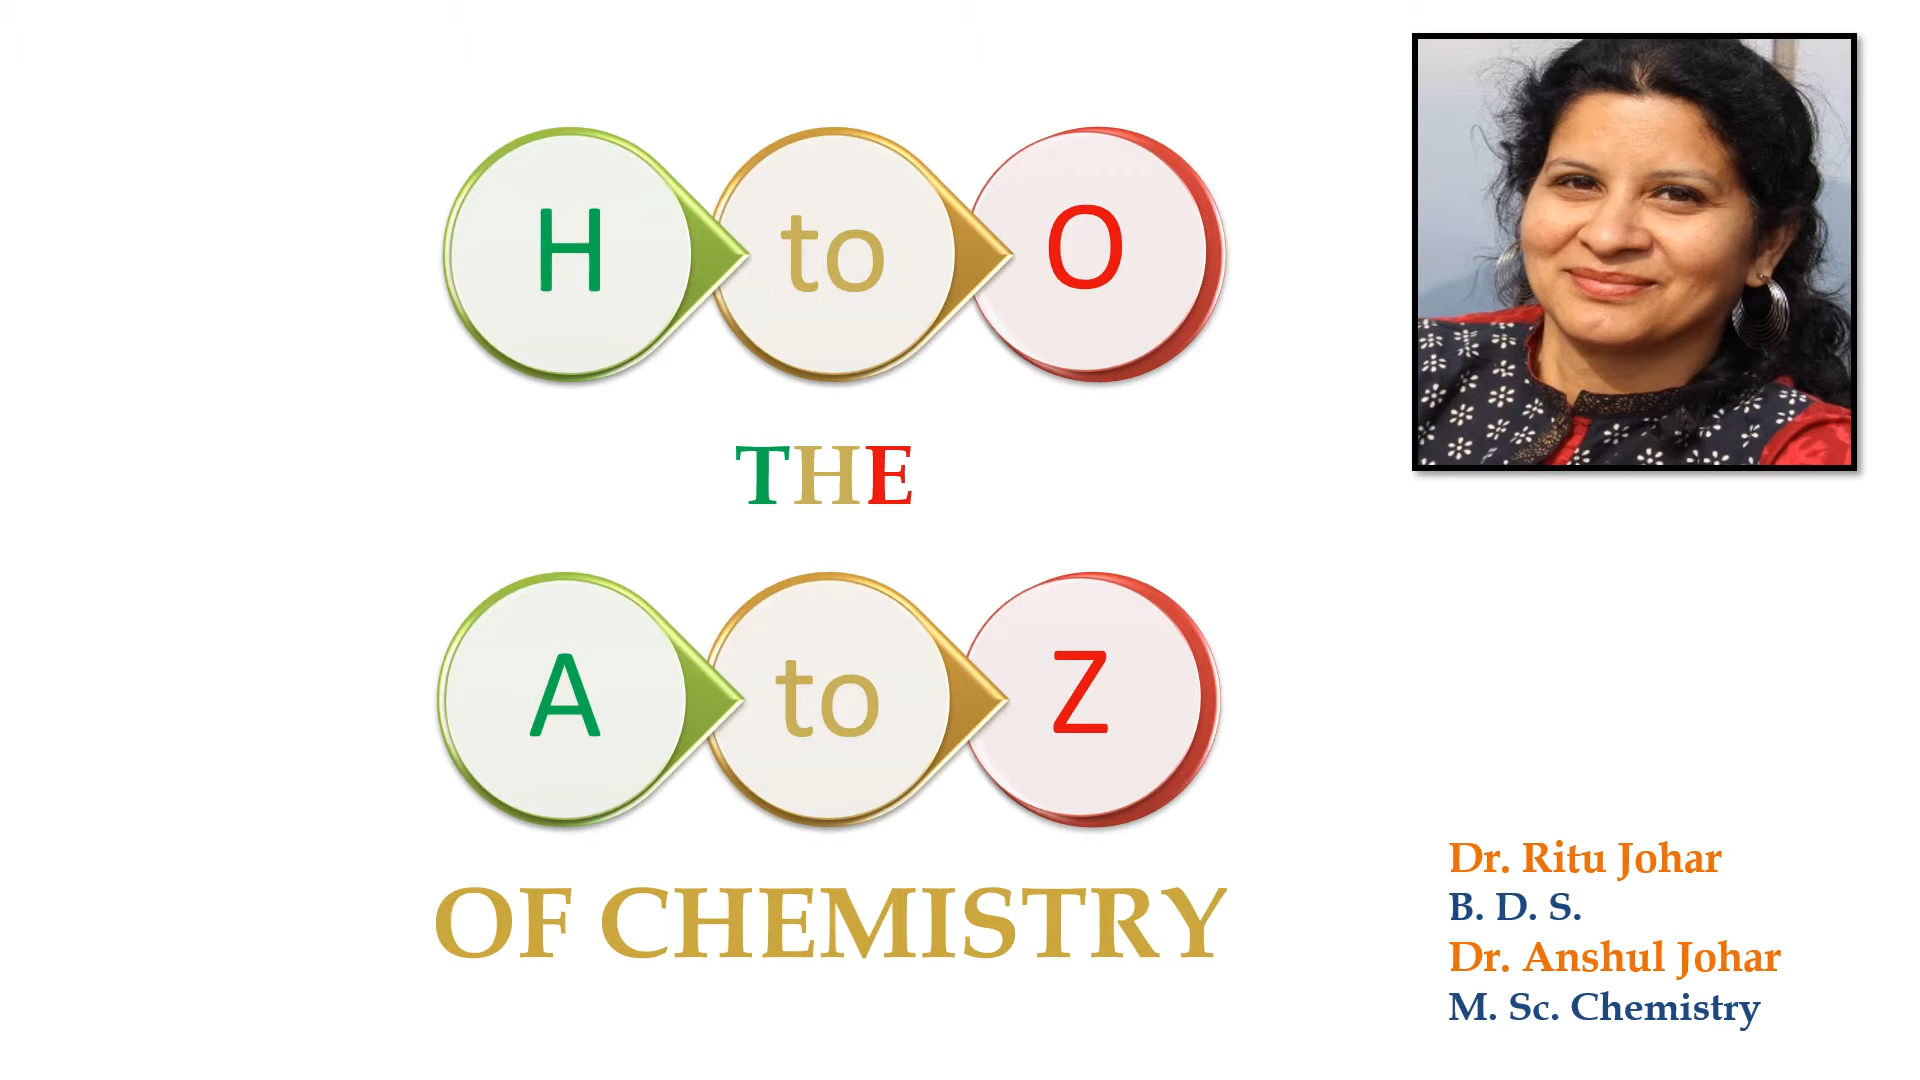 H to O
THE
A to Z
OF CHEMISTRY
Dr. Ritu Johar
B. D. S.
Dr. Anshul Johar
M. Sc. Chemistry